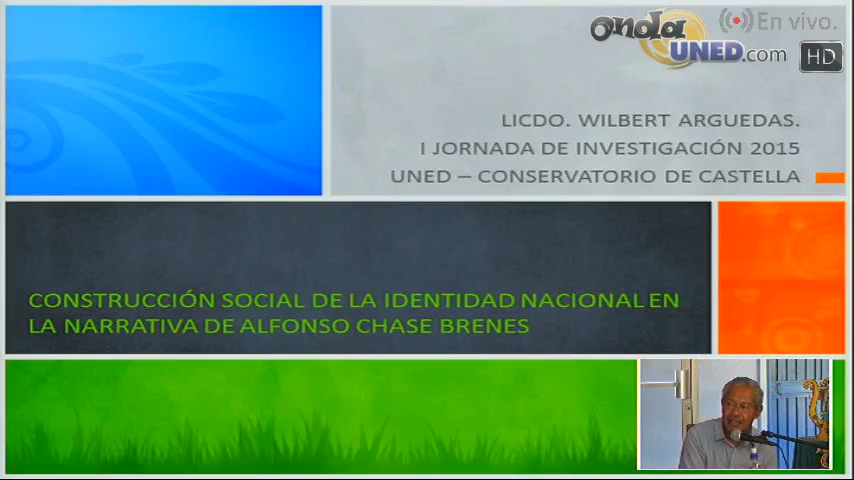 onda
UNED.com
En vivo.
HD
LICDO. WILBERT ARGUEDAS.
I JORNADA DE INVESTIGACIÓN 2015
UNED – CONSERVATORIO DE CASTELLA
CONSTRUCCIÓN SOCIAL DE LA IDENTIDAD NACIONAL EN
LA NARRATIVA DE ALFONSO CHASE BRENES